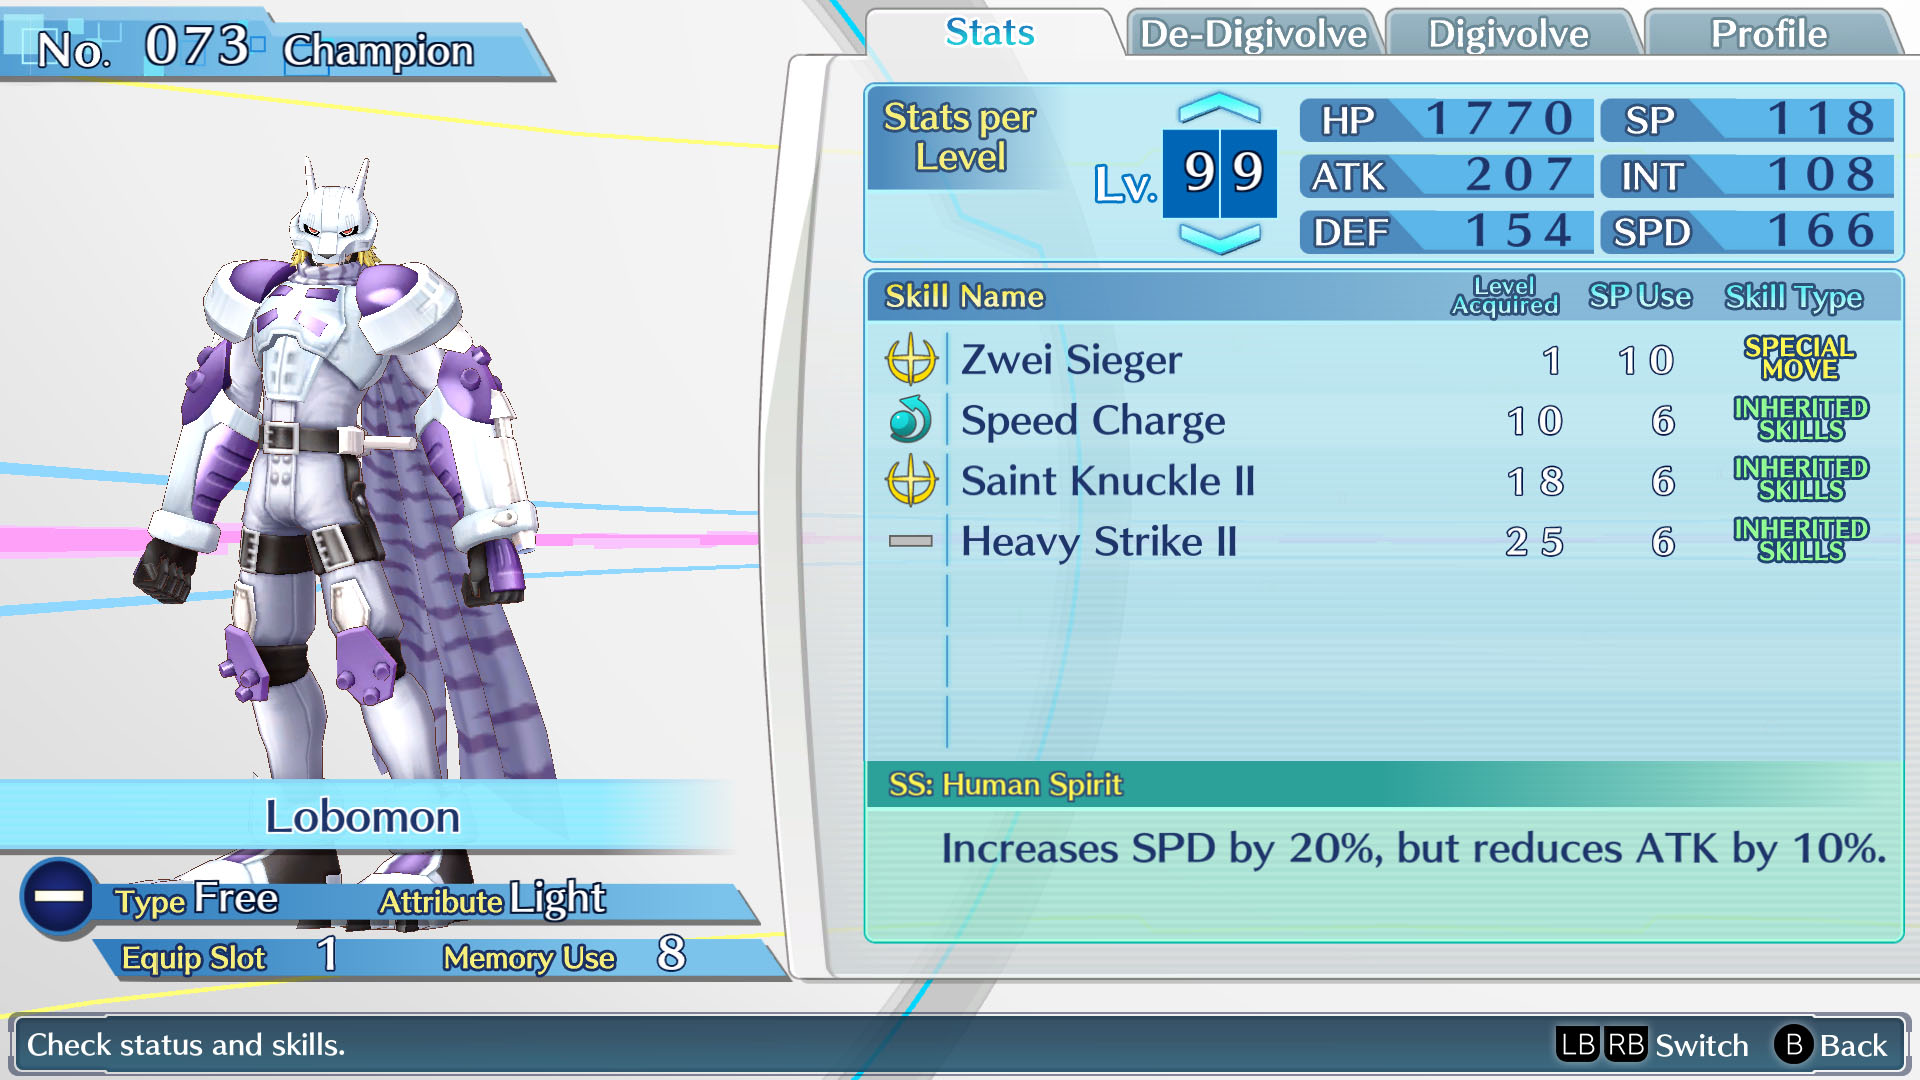 No. 073 Champion
Stats
De-Digivolve
Digivolve
Profile
Stats per
Level
Lv. 99
HP 1770
SP 118
ATK 207
INT 108
DEF 154
SPD 166
Skill Name
Level
Acquired
SP Use
Skill Type
Zwei Sieger 1 10 SPECIAL
MOVE
Speed Charge 10 6 INHERITED
SKILLS
Saint Knuckle II 18 6 INHERITED
SKILLS
Heavy Strike II 25 6 INHERITED
SKILLS
SS: Human Spirit
Increases SPD by 20%, but reduces ATK by 10%.
Lobomon
Type Free Attribute Light
Equip Slot 1 Memory Use 8
Check status and skills.
LB RB Switch B Back